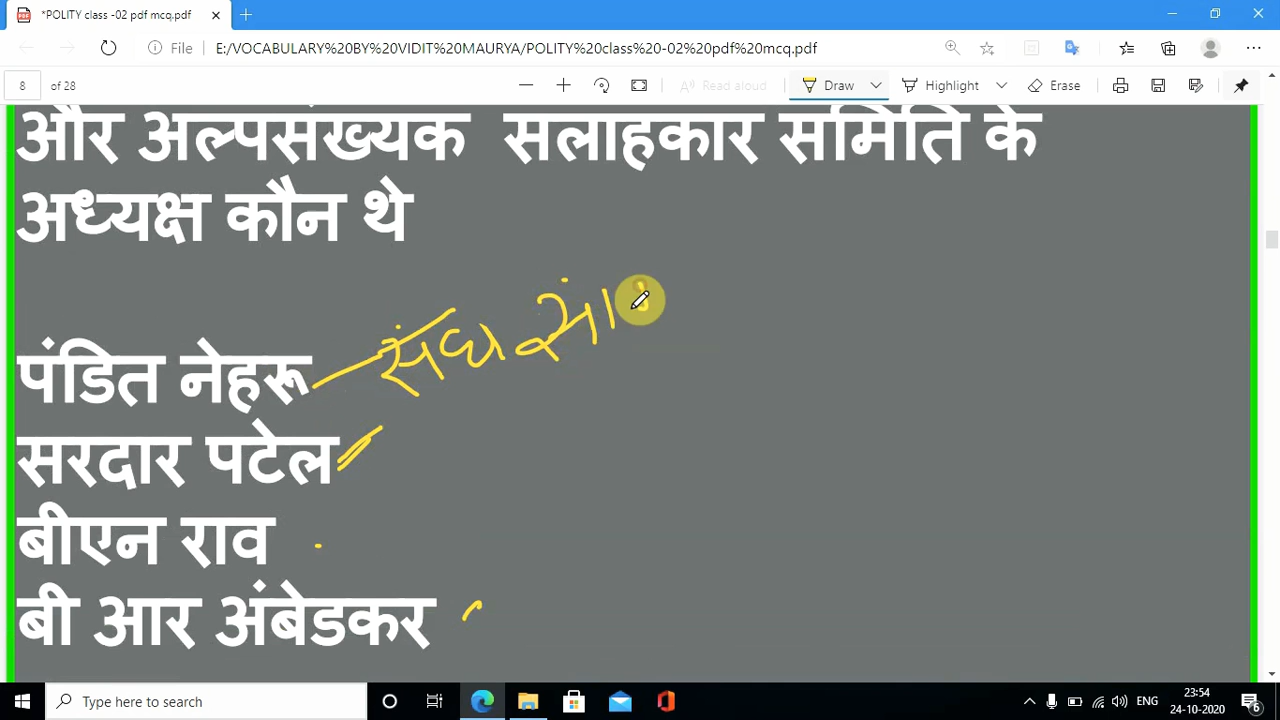 *POLITY class -02 pdf mcq.pdf
File E:/VOCABULARY%20BY%20VIDIT%20MAURYA/POLITY%20class%20-02%20pdf%20mcq.pdf
8 of 28 Read aloud Draw Highlight Erase
और अल्पसंख्यक सलाहकार समिति के
अध्यक्ष कौन थे
पंडित नेहरू संघ
सरदार पटेल
बीएन राव
बी आर अंबेडकर
Type here to search ENG 23:54
24-10-2020 6